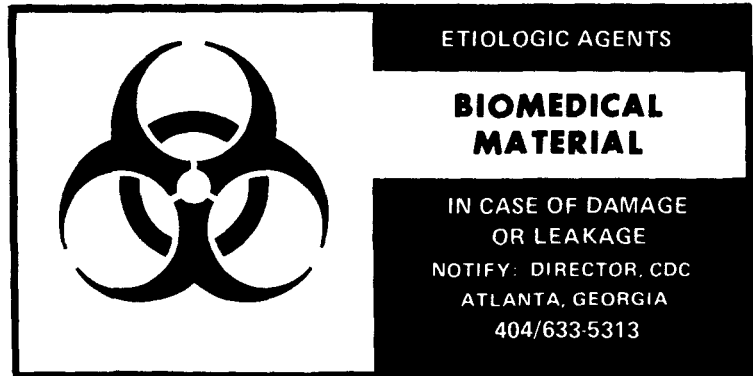 ETIOLOGIC AGENTS
BIOMEDICAL
MATERIAL
IN CASE OF DAMAGE
OR LEAKAGE
NOTIFY: DIRECTOR, CDC
ATLANTA, GEORGIA
404/633-5313